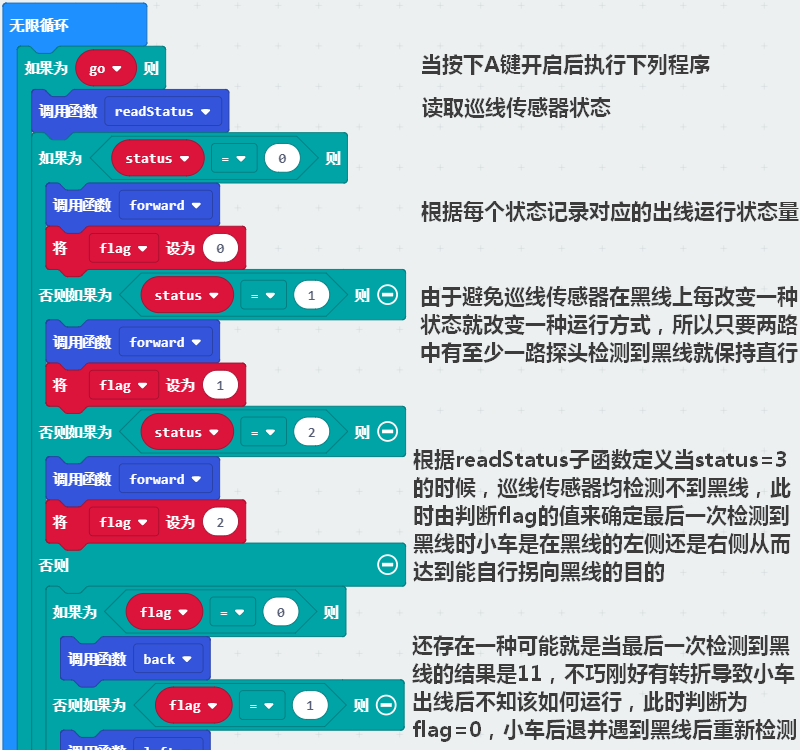 无限循环
如果为 go 则
当按下A键开启后执行下列程序
调用函数 readStatus
读取巡线传感器状态
如果为 status = 0 则
调用函数 forward
根据每个状态记录对应的出线运行状态量
将 flag 设为 0
否则如果为 status = 1 则
由于避免巡线传感器在黑线上每改变一种
状态就改变一种运行方式，所以只要两路
中有至少一路探头检测到黑线就保持直行
调用函数 forward
将 flag 设为 1
否则如果为 status = 2 则
调用函数 forward
将 flag 设为 2
根据readStatus子函数定义当status=3
的时候，巡线传感器均检测不到黑线，此
时由判断flag的值来确定最后一次检测到
黑线时小车是在黑线的左侧还是右侧从而
达到能自行拐向黑线的目的
否则
如果为 flag = 0 则
调用函数 back
还存在一种可能就是当最后一次检测到黑
线的结果是11，不巧刚好有转折导致小车
出线后不知该如何运行，此时判断为
flag=0，小车后退并遇到黑线后重新检测
否则如果为 flag = 1 则